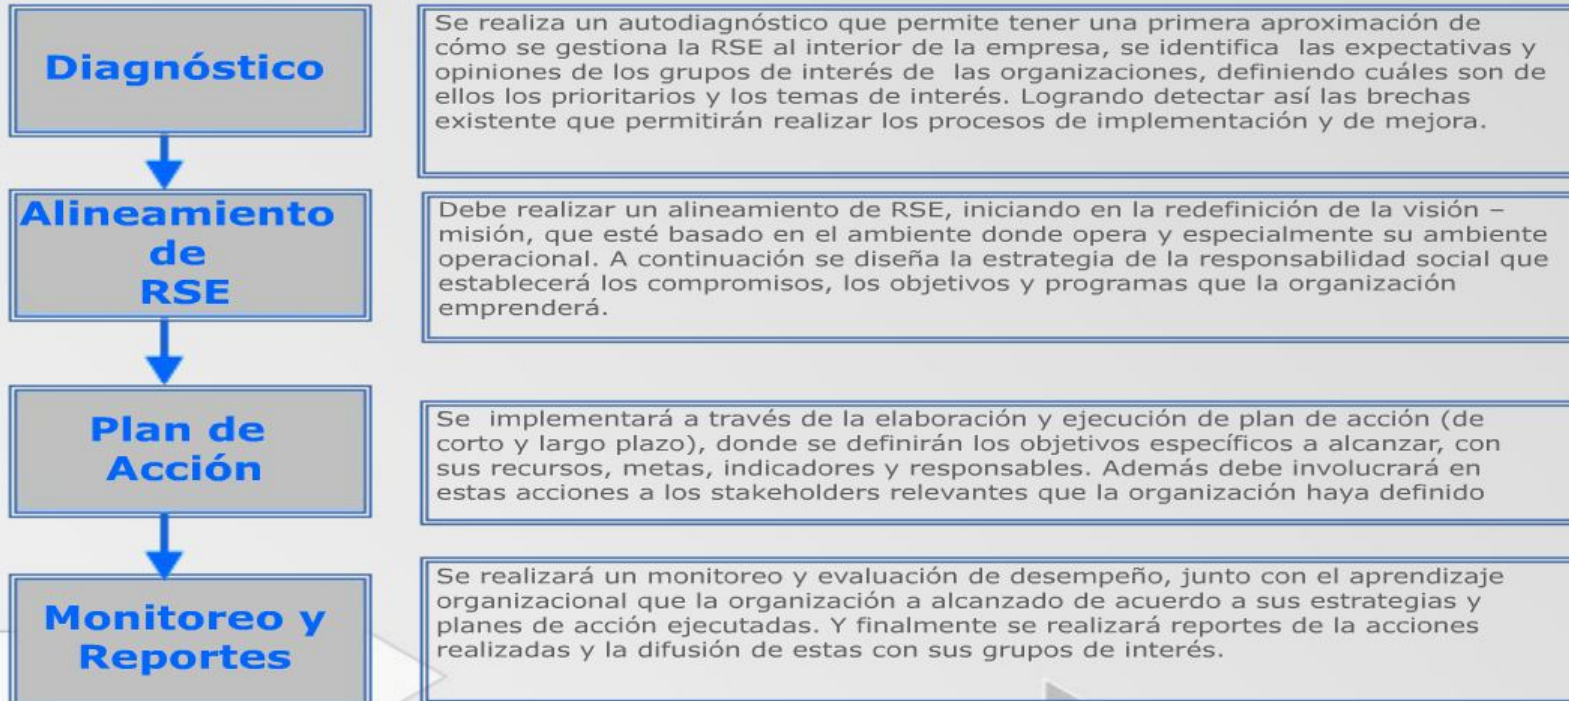 Diagnóstico
Se realiza un autodiagnóstico que permite tener una primera aproximación de
cómo se gestiona la RSE al interior de la empresa, se identifica las expectativas y
opiniones de los grupos de interés de las organizaciones, definiendo cuáles son de
ellos los prioritarios y los temas de interés. Logrando detectar así las brechas
existente que permitirán realizar los procesos de implementación y de mejora.
Alineamiento
de
RSE
Debe realizar un alineamiento de RSE, iniciando en la redefinición de la visión –
misión, que esté basado en el ambiente donde opera y especialmente su ambiente
operacional. A continuación se diseña la estrategia de la responsabilidad social que
establecerá los compromisos, los objetivos y programas que la organización
emprenderá.
Plan de
Acción
Se implementará a través de la elaboración y ejecución de plan de acción (de
corto y largo plazo), donde se definirán los objetivos específicos a alcanzar, con
sus recursos, metas, indicadores y responsables. Además debe involucrará en
estas acciones a los stakeholders relevantes que la organización haya definido
Monitoreo y
Reportes
Se realizará un monitoreo y evaluación de desempeño, junto con el aprendizaje
organizacional que la organización a alcanzado de acuerdo a sus estrategias y
planes de acción ejecutadas. Y finalmente se realizará reportes de la acciones
realizadas y la difusión de estas con sus grupos de interés.